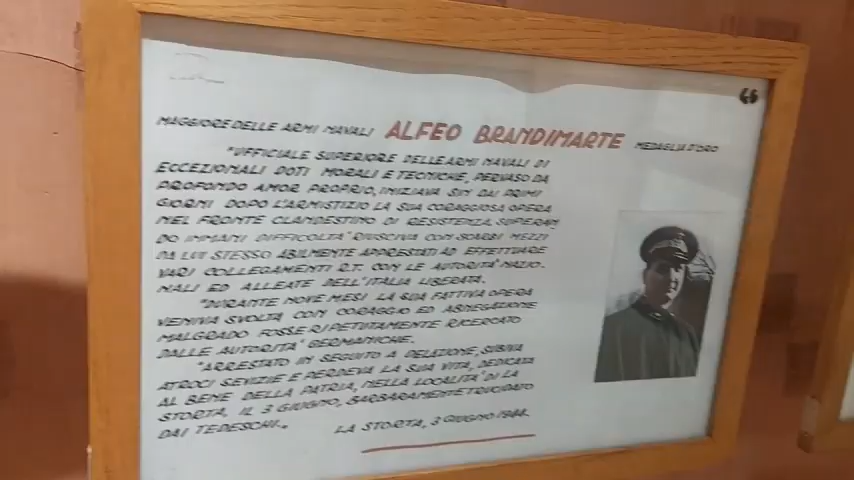 66
MAGGIORE DELLE ARMI NAVALI ALFEO BRANDIMARTE MEDAGLIA D'ORO
"UFFICIALE SUPERIORE DELLE ARMI NAVALI DI
ECCEZIONALI DOTI MORALI E TECNICHE, PERVASO DA
PROFONDO AMOR PROPRIO, INIZIAVA SIN DAI PRIMI
GIORNI DOPO L'ARMISTIZIO LA SUA CORAGGIOSA OPERA
NEL FRONTE CLANDESTINO DI RESISTENZA. SUPERAN
DO IMMANI DIFFICOLTA' RIUSCIVA CON SCARSI MEZZI
DA LUI STESSO ABILMENTE APPRESTATI AD EFFETTUARE
VARI COLLEGAMENTI R.T. CON LE AUTORITA' NAZIO-
NALI ED ALLEATE DELL'ITALIA LIBERATA.
"DURANTE NOVE MESI LA SUA FATTIVA OPERA
VENIVA SVOLTA CON CORAGGIO ED ABNEGAZIONE
MALGRADO FOSSE RIPETUTAMENTE RICERCATO
DALLE AUTORITA' GERMANICHE.
"ARRESTATO IN SEGUITO A DELAZIONE, SUBIVA
ATROCI SEVIZIE E PERDEVA LA SUA VITA, DEDICATA
AL BENE DELLA PATRIA, NELLA LOCALITA' DI LA
STORTA, IL 3 GIUGNO, BARBARAMENTE TRUCIDATO
DAI TEDESCHI."
LA STORTA, 3 GIUGNO 1944.